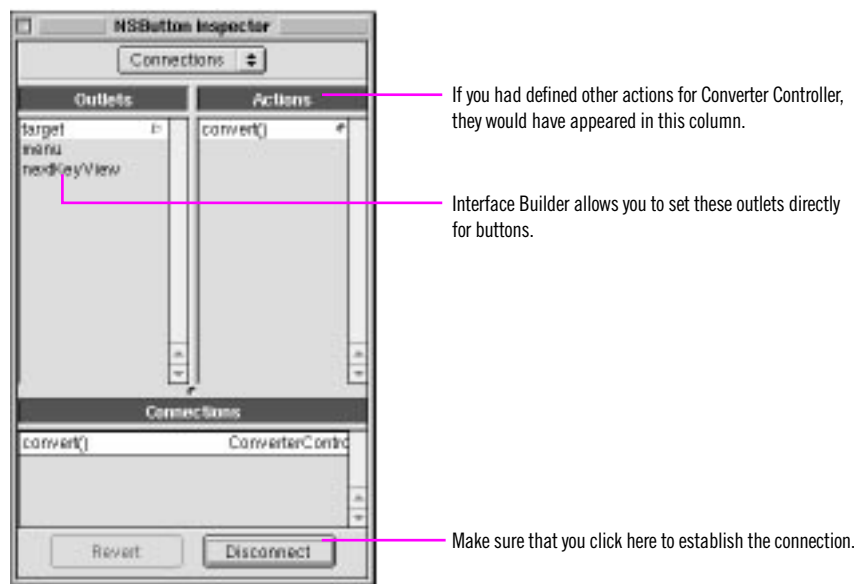 NSButton Inspector
Connections
Outlets
Actions
target
menu
nextKeyView
convert()
If you had defined other actions for Converter Controller,
they would have appeared in this column.
Interface Builder allows you to set these outlets directly
for buttons.
Connections
convert() ConverterContrc
Revert
Disconnect
Make sure that you click here to establish the connection.